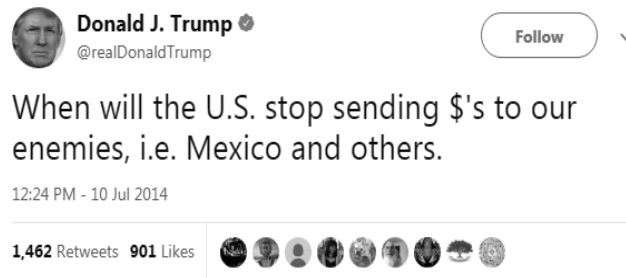 Donald J. Trump
@realDonaldTrump
Follow
When will the U.S. stop sending $'s to our
enemies, i.e. Mexico and others.
12:24 PM - 10 Jul 2014
1,462 Retweets 901 Likes